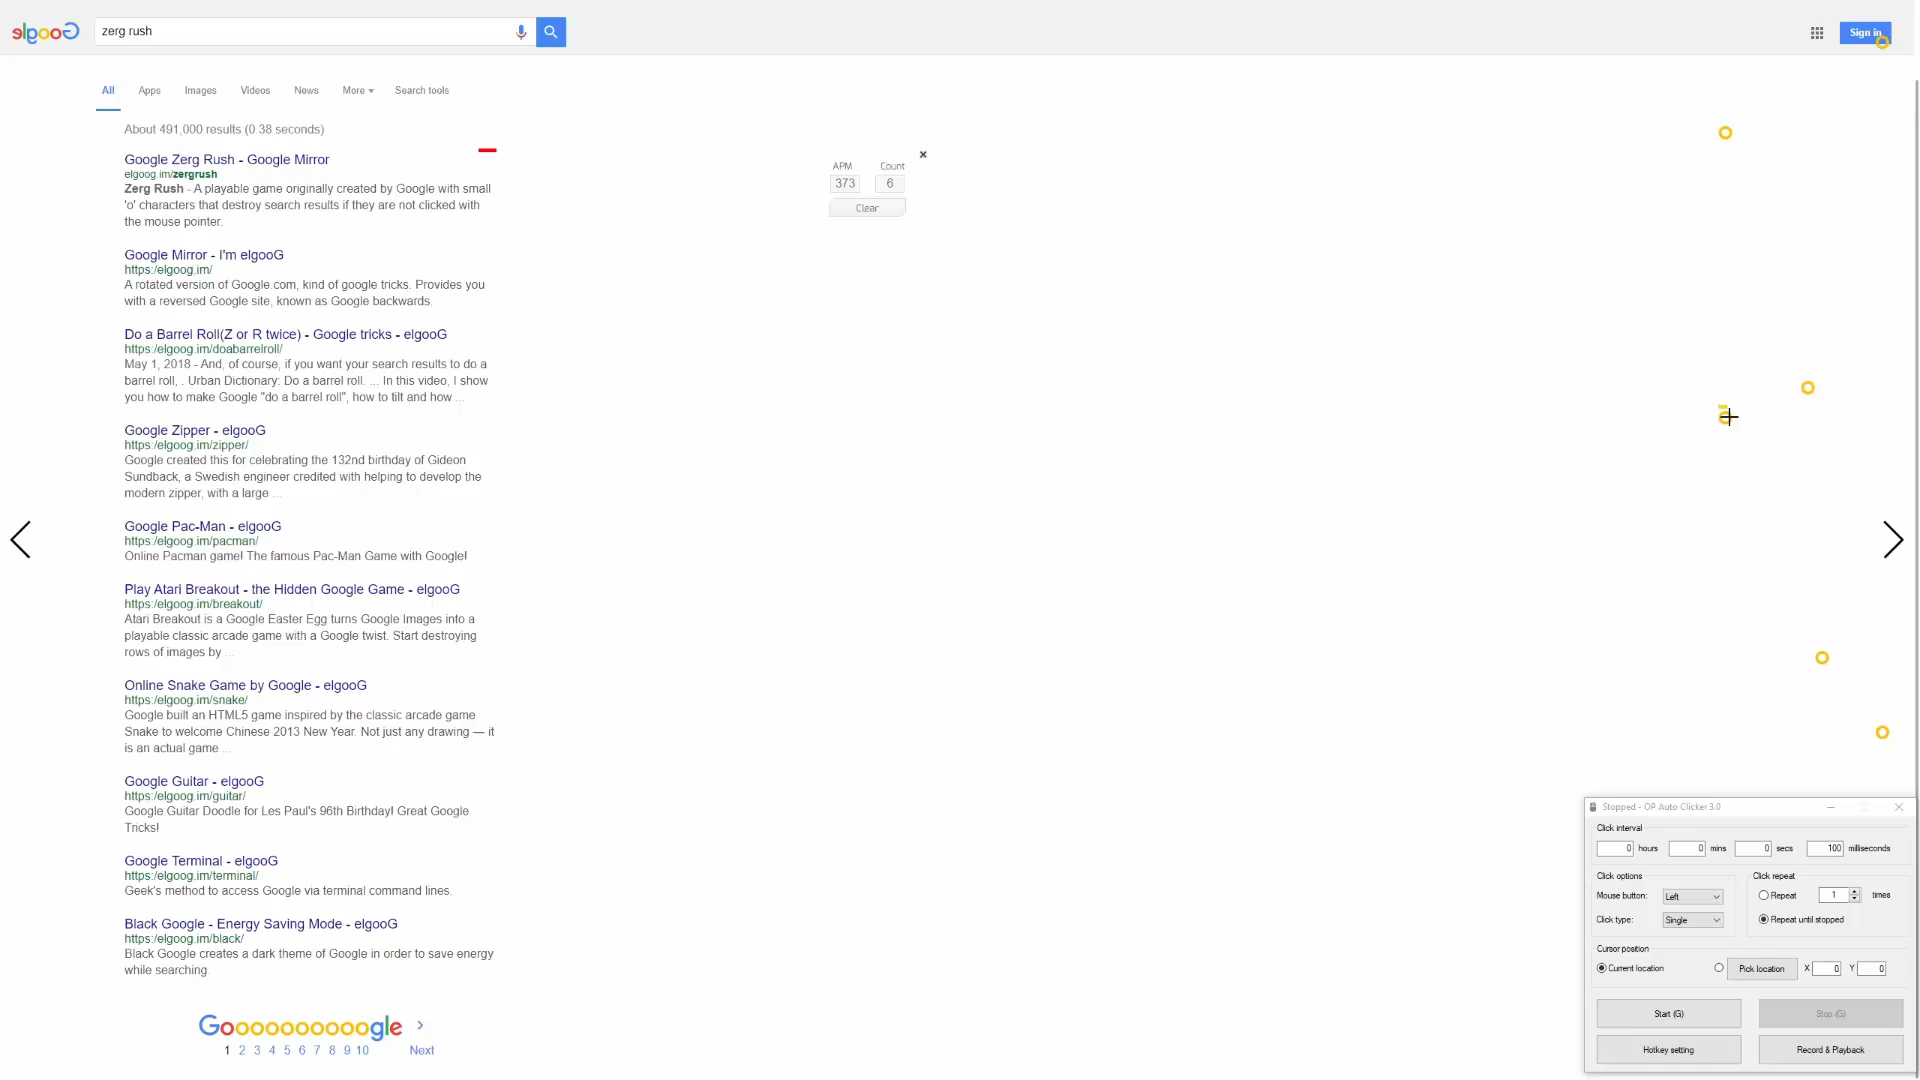 elgooG
zerg rush
Sign in
All
Apps
Images
Videos
News
More
Search tools
About 491,000 results (0 38 seconds)
Google Zerg Rush - Google Mirror
elgoog.im/zergrush
Zerg Rush - A playable game originally created by Google with small
'o' characters that destroy search results if they are not clicked with
the mouse pointer.
APM
Count
373
6
Clear
Google Mirror - I'm elgooG
https:/elgoog.im/
A rotated version of Google.com, kind of google tricks. Provides you
with a reversed Google site, known as Google backwards.
Do a Barrel Roll(Z or R twice) - Google tricks - elgooG
https:/elgoog.im/doabarrelroll/
May 1, 2018 - And, of course, if you want your search results to do a
barrel roll, . Urban Dictionary: Do a barrel roll. ... In this video, I show
you how to make Google "do a barrel roll", how to tilt and how ...
Google Zipper - elgooG
https:/elgoog.im/zipper/
Google created this for celebrating the 132nd birthday of Gideon
Sundback, a Swedish engineer credited with helping to develop the
modern zipper, with a large ...
Google Pac-Man - elgooG
https:/elgoog.im/pacman/
Online Pacman game! The famous Pac-Man Game with Google!
Play Atari Breakout - the Hidden Google Game - elgooG
https:/elgoog.im/breakout/
Atari Breakout is a Google Easter Egg turns Google Images into a
playable classic arcade game with a Google twist. Start destroying
rows of images by ...
Online Snake Game by Google - elgooG
https:/elgoog.im/snake/
Google built an HTML5 game inspired by the classic arcade game
Snake to welcome Chinese 2013 New Year. Not just any drawing — it
is an actual game ...
Google Guitar - elgooG
https:/elgoog.im/guitar/
Google Guitar Doodle for Les Paul's 96th Birthday! Great Google
Tricks!
Google Terminal - elgooG
https:/elgoog.im/terminal/
Geek's method to access Google via terminal command lines.
Black Google - Energy Saving Mode - elgooG
https:/elgoog.im/black/
Black Google creates a dark theme of Google in order to save energy
while searching
Goooooooooogle
1 2 3 4 5 6 7 8 9 10 Next
Stopped - OP Auto Clicker 3.0
Click interval
0 hours 0 mins 0 secs 100 milliseconds
Click options
Mouse button: Left
Click type: Single
Click repeat
Repeat 1 times
Repeat until stopped
Cursor position
Current location
Pick location X 0 Y 0
Start (G)
Stop (G)
Hotkey setting
Record & Playback